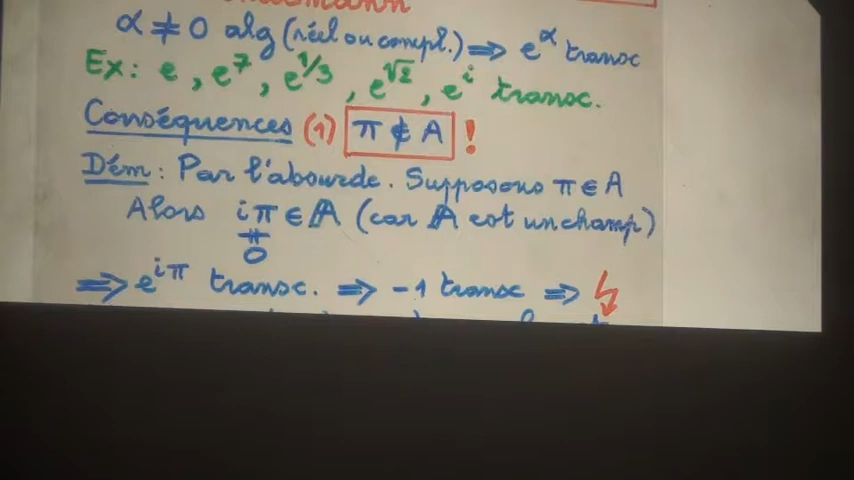 α ≠ 0 alg (réel ou compl.) ⟹ e^α transc
Ex: e, e^7, e^1/3, e^√2, e^i transc.
Conséquences (1) π ∉ A !
Dém: Par l'abourde. Supposons π ∈ A
Alors iπ ∈ A (car A est un champ)
≠
0
⟹ e^iπ transc. ⟹ -1 transc ⟹ ↯